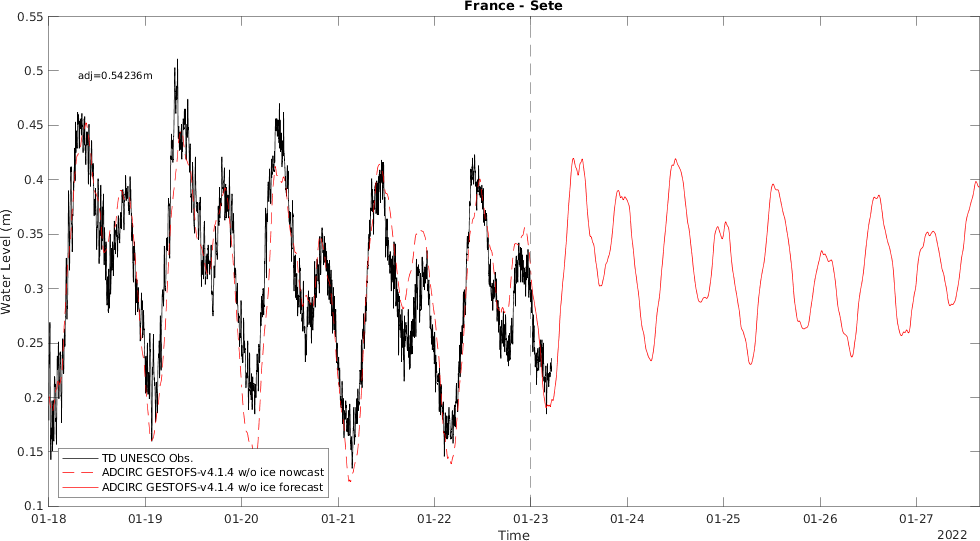 France - Sete
0.55
0.5
0.45
0.4
0.35
0.3
0.25
0.2
0.15
0.1
Water Level (m)
adj=0.54236m
TD UNESCO Obs.
ADCIRC GESTOFS-v4.1.4 w/o ice nowcast
ADCIRC GESTOFS-v4.1.4 w/o ice forecast
01-18 01-19 01-20 01-21 01-22 01-23 01-24 01-25 01-26 01-27
Time
2022